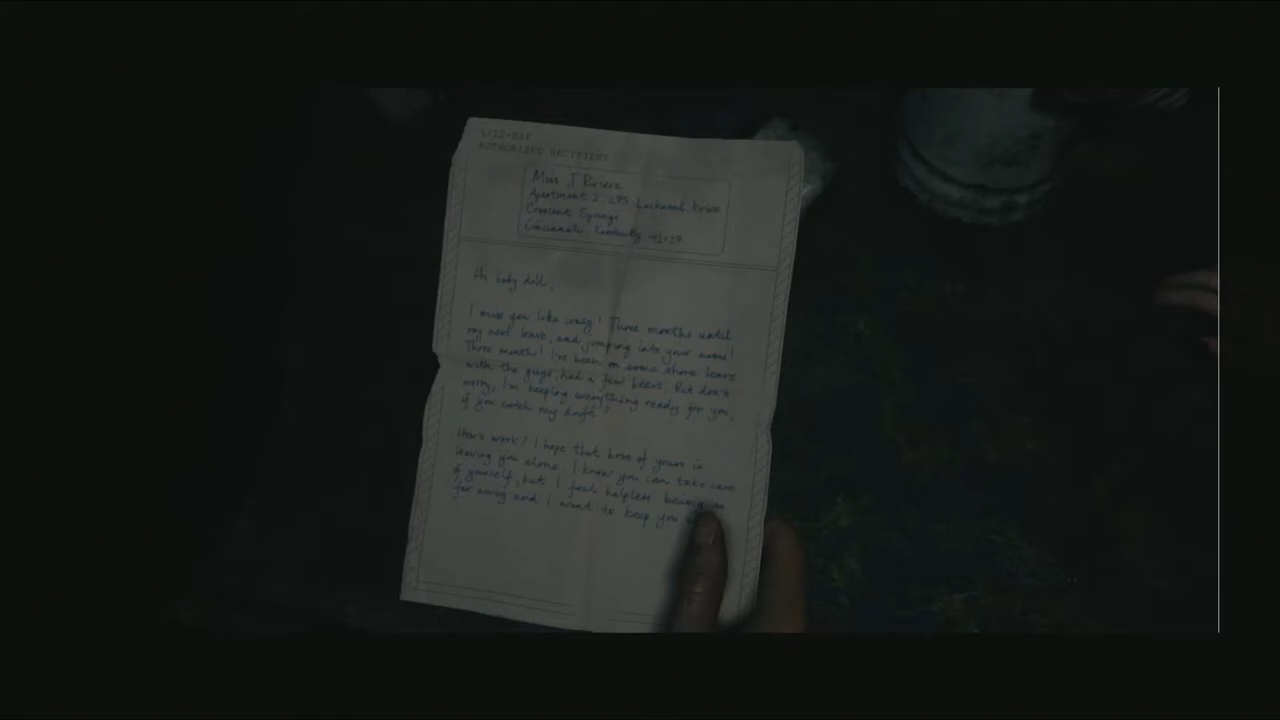 AUTHORISED RECIPIENT
Miss J Riviere
Apartment 2, 295 Lockwood Drive
Crescent Springs
Cincinnati, Kentucky
Hi baby doll,
I miss you like crazy! Three months until
my next leave, and jumping into your arms!
Three months! I've been on some shore leave
with the guys, had a few beers. But don't
worry, I'm keeping everything ready for you,
if you catch my drift!
How's work? I hope that boss of yours is
leaving you alone. I know you can take care
of yourself, but I feel helpless being so
far away and I want to keep you